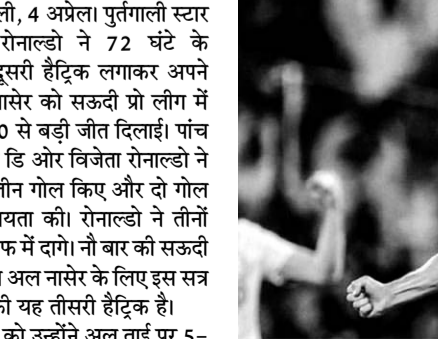 ली, 4 अप्रेल। पुर्तगाली स्टार
रोनाल्डो ने 72 घंटे के
दूसरी हैट्रिक लगाकर अपने
नासेर को सऊदी प्रो लीग में
0 से बड़ी जीत दिलाई। पांच
डि ओर विजेता रोनाल्डो ने
तीन गोल किए और दो गोल
यता की। रोनाल्डो ने तीनों
फ में दागे। नौ बार की सऊदी
अल नासेर के लिए इस सत्र
की यह तीसरी हैट्रिक है।
को उन्होंने अल ताई पर 5-